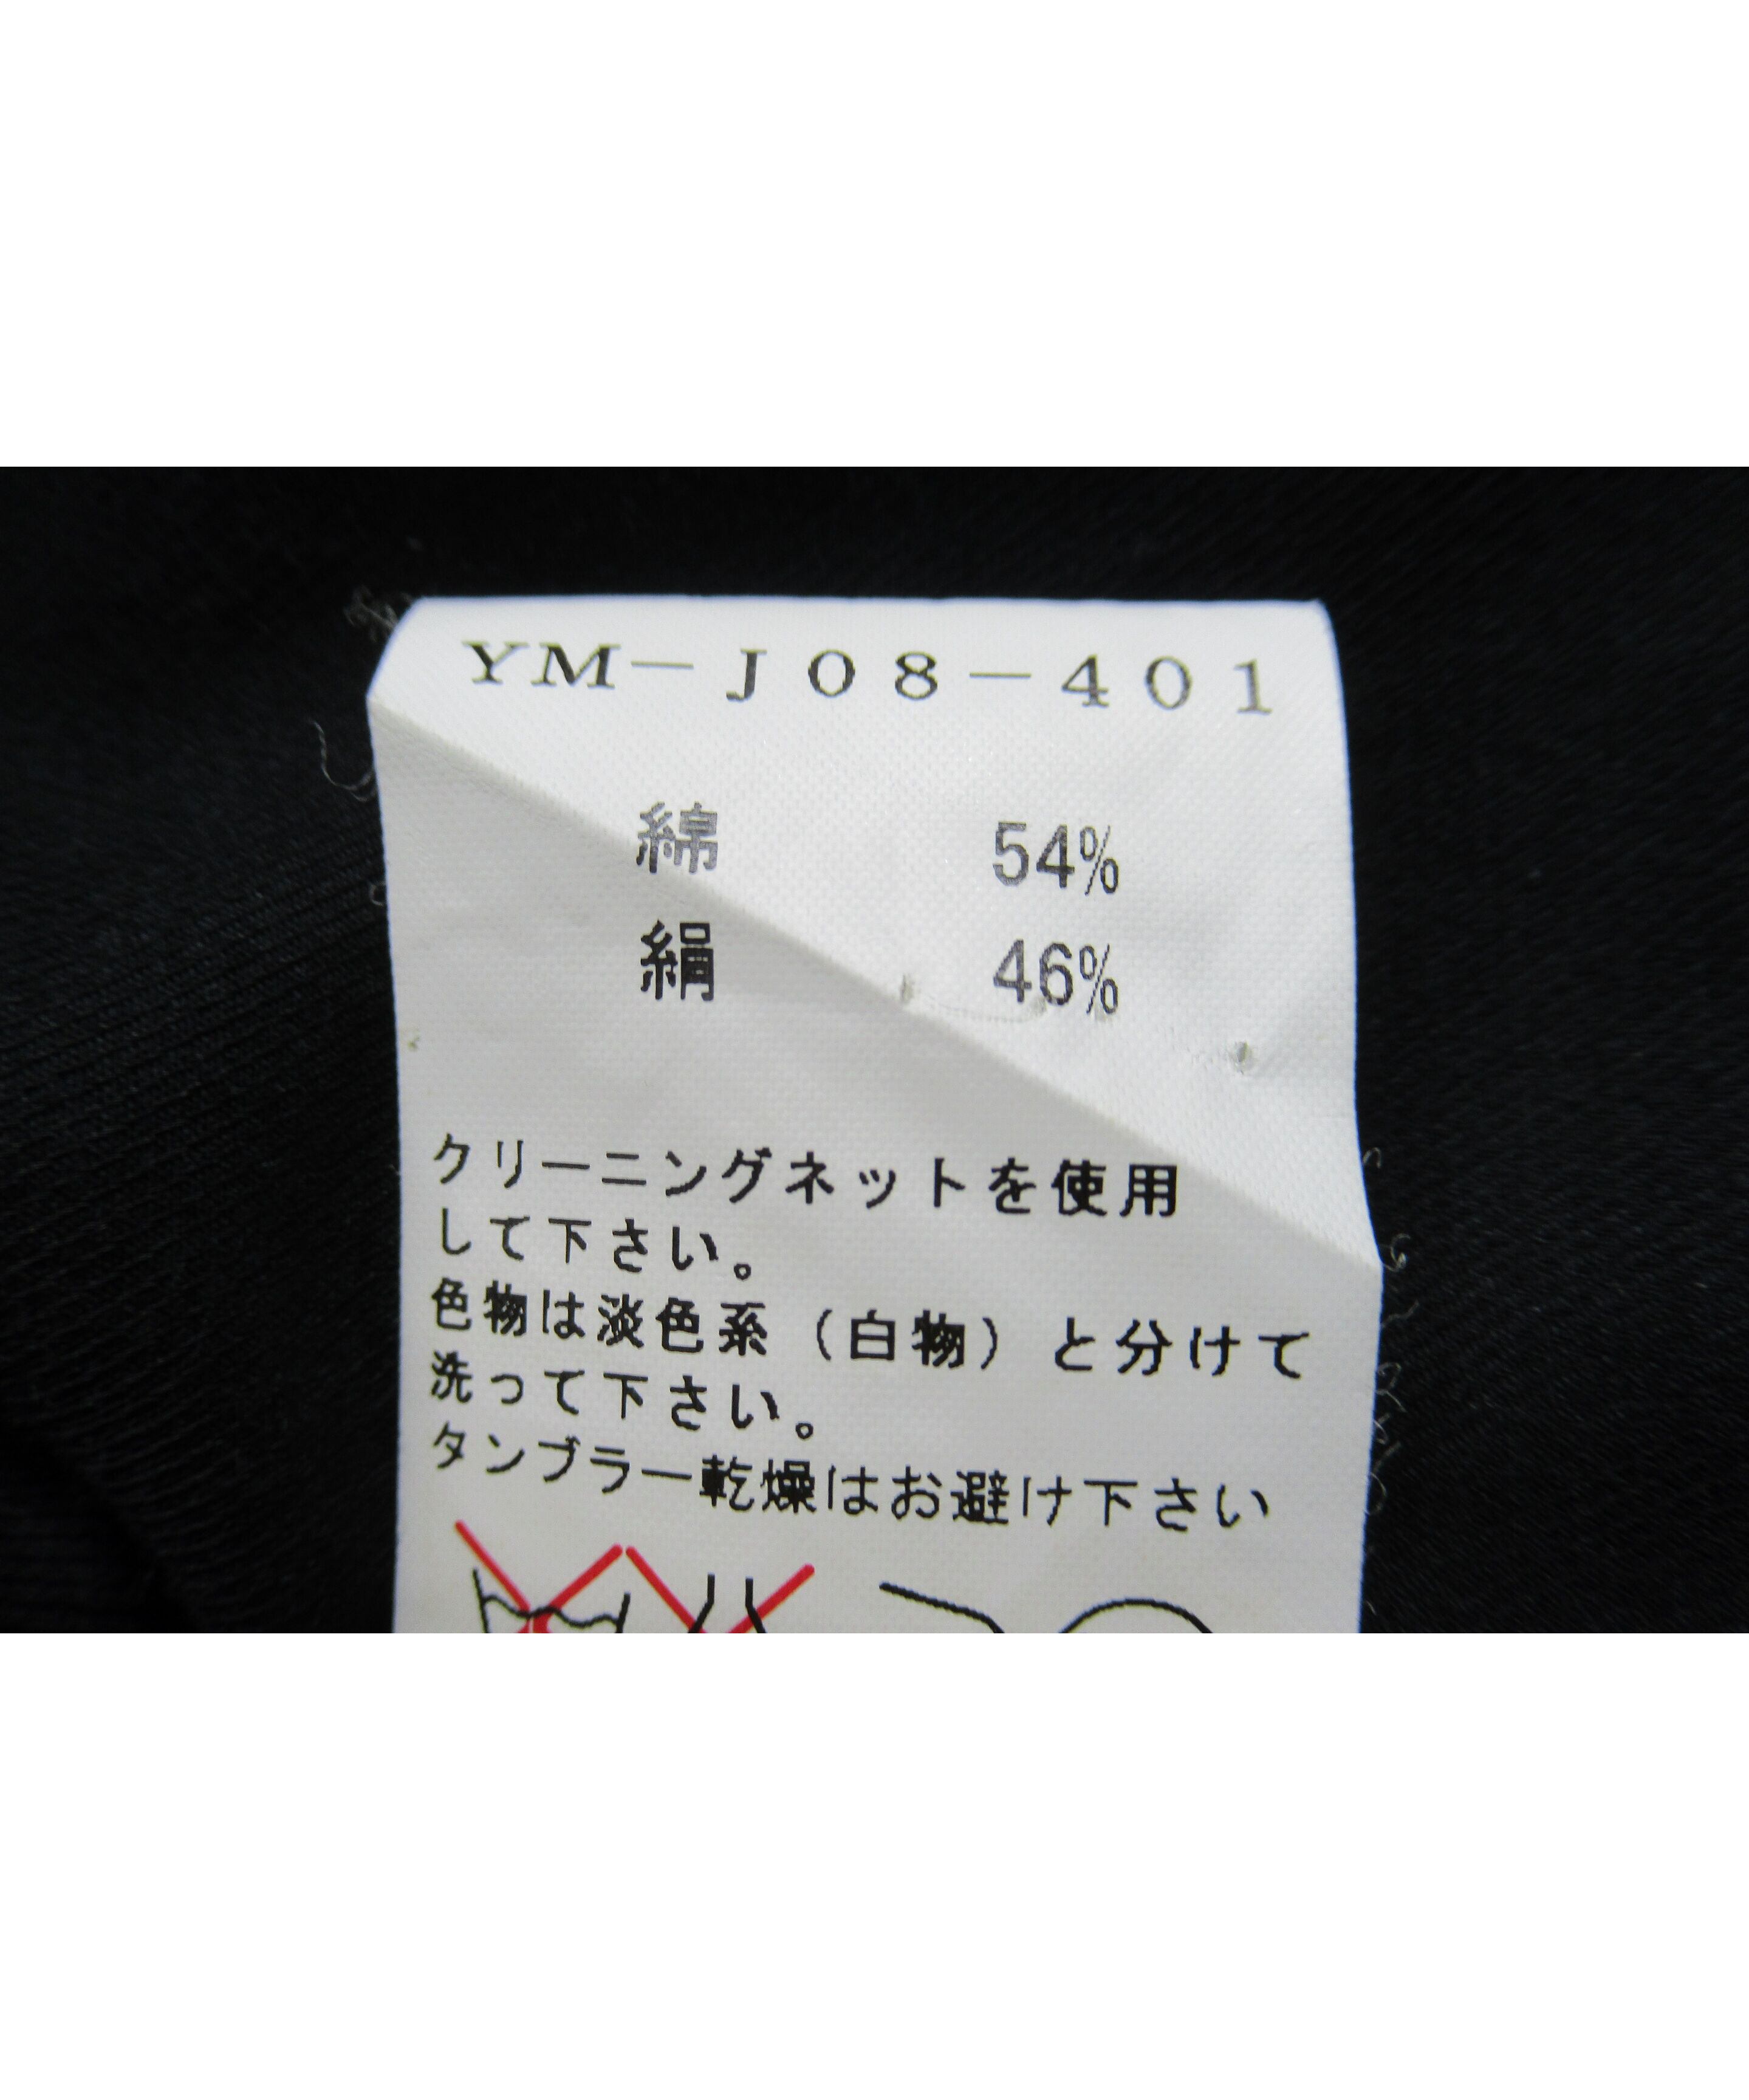 YM-J08-401
綿 54%
絹 46%
クリーニングネットを使用
して下さい。
色物は淡色系（白物）と分けて
洗って下さい。
タンブラー乾燥はお避け下さい